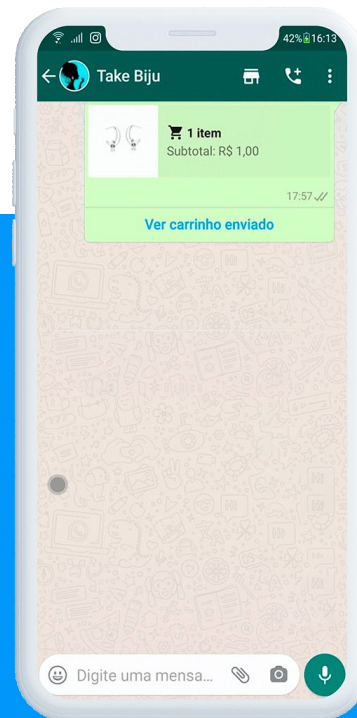 42% 16:13
Take Biju
1 item
Subtotal: R$ 1,00
17:57
Ver carrinho enviado
Digite uma mensa...